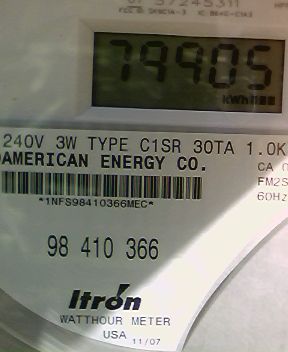 79905
kWh
240V 3W TYPE C1SR 30TA 1.0K
AMERICAN ENERGY CO.
CA
FM2S
60Hz
*1NFS98410366MEC*
98 410 366
Itron
WATTHOUR METER
USA 11/07